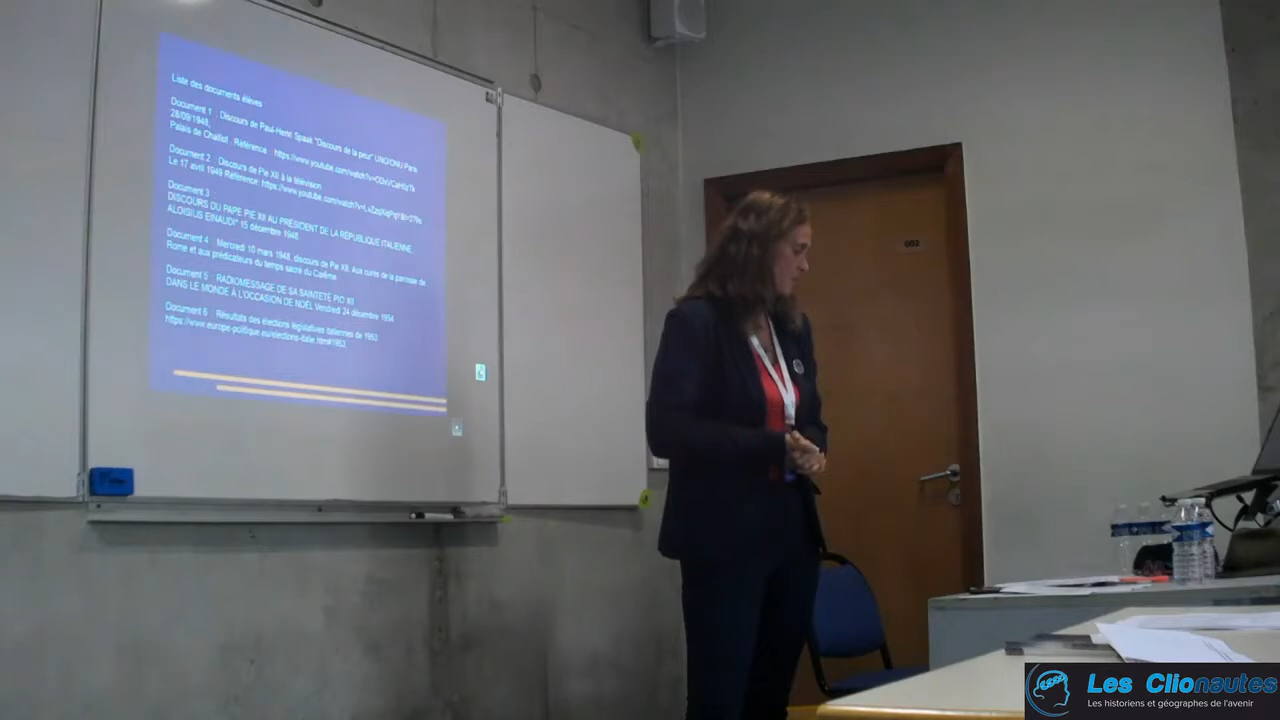 Liste des documents élèves
Document 1 : Discours de Paul-Henri Spaak "Discours de la peur" UNO/ONU Paris
28/09/1948,
Palais de Chaillot . Référence : https://www.youtube.com/watch?v=
Document 2 : Discours de Pie XII à la télévision
Le 17 avril 1949 Référence: https://www.youtube.com/watch?v=
Document 3 :
DISCOURS DU PAPE PIE XII AU PRÉSIDENT DE LA RÉPUBLIQUE ITALIENNE,
ALOISIUS EINAUDI" 15 décembre 1948.
Document 4 : Mercredi 10 mars 1948, discours de Pie XII. Aux curés de la paroisse de
Rome et aux prédicateurs du temps sacré du Carême
Document 5 : RADIOMESSAGE DE SA SAINTETÉ PIO XII
DANS LE MONDE À L'OCCASION DE NOËL Vendredi 24 décembre 1954
Document 6 : Résultats des élections législatives italiennes de 1953
https://www.europe-politique.eu/elections-italie.htm#1953
002
Les Clionautes
Les historiens et géographes de l'avenir